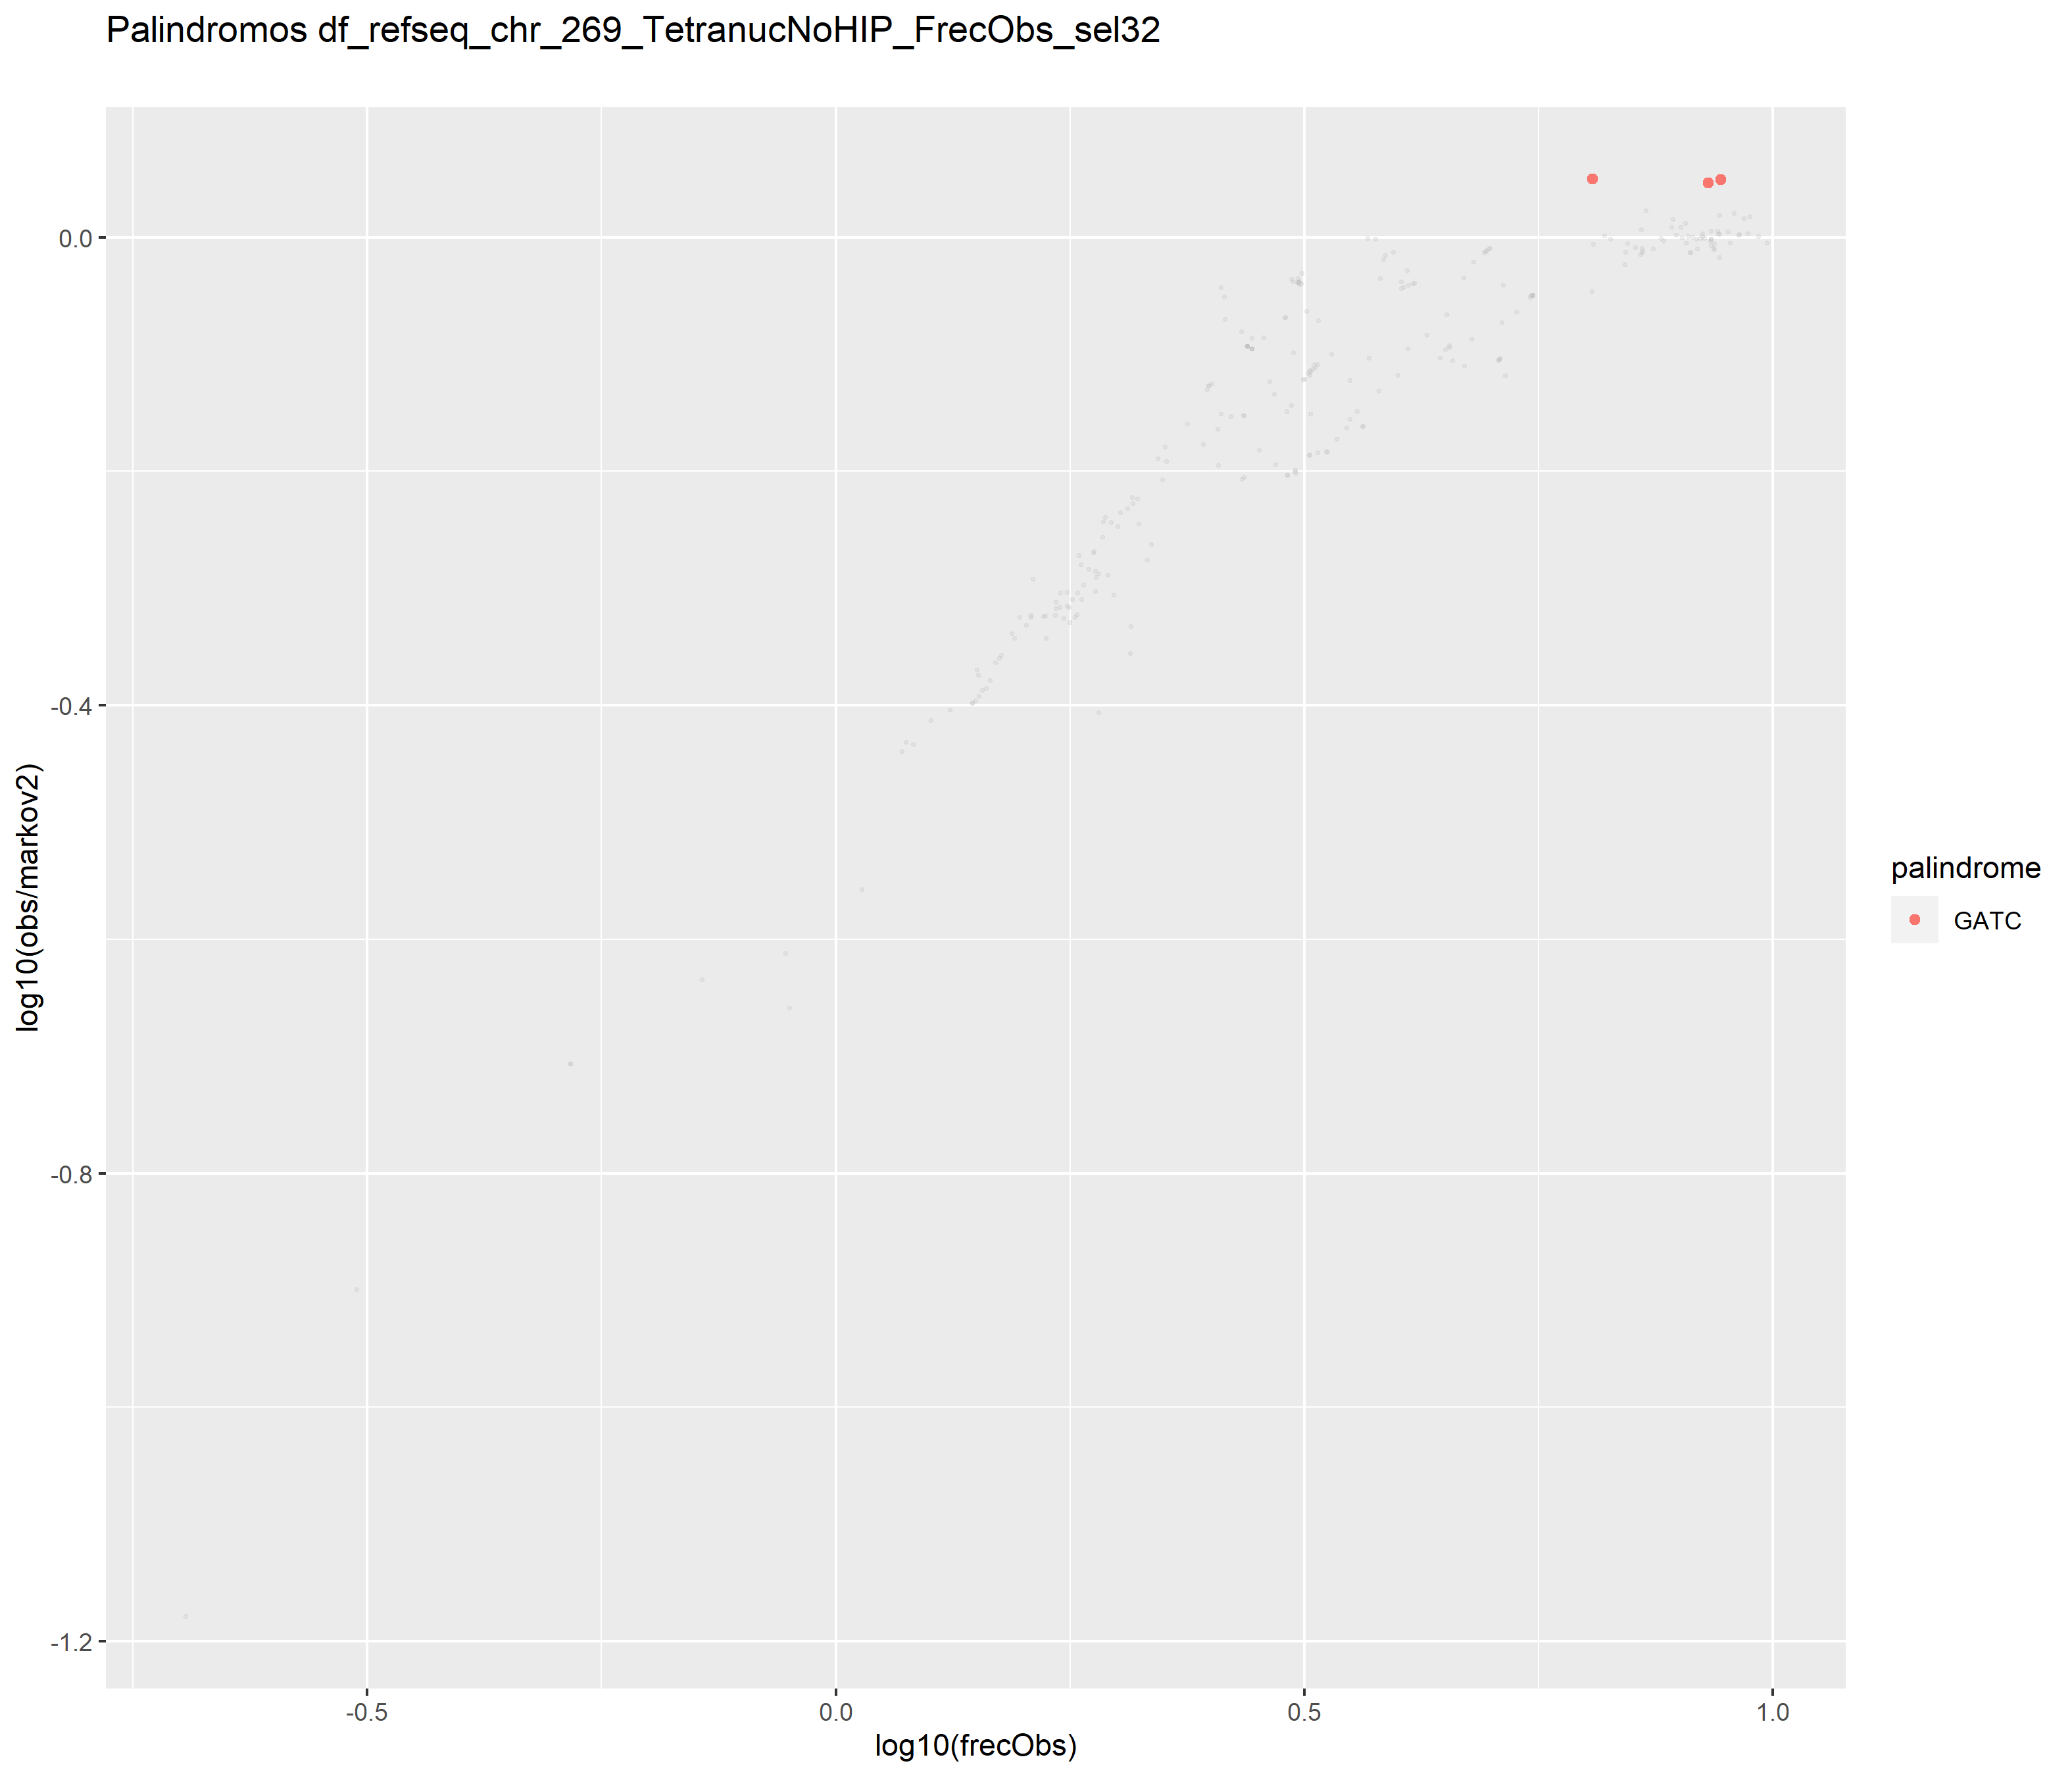 Palindromos df_refseq_chr_269_TetranucNoHIP_FrecObs_sel32
log10(obs/markov2)
0.0
-0.4
-0.8
-1.2
-0.5
0.0
0.5
1.0
log10(frecObs)
palindrome
GATC